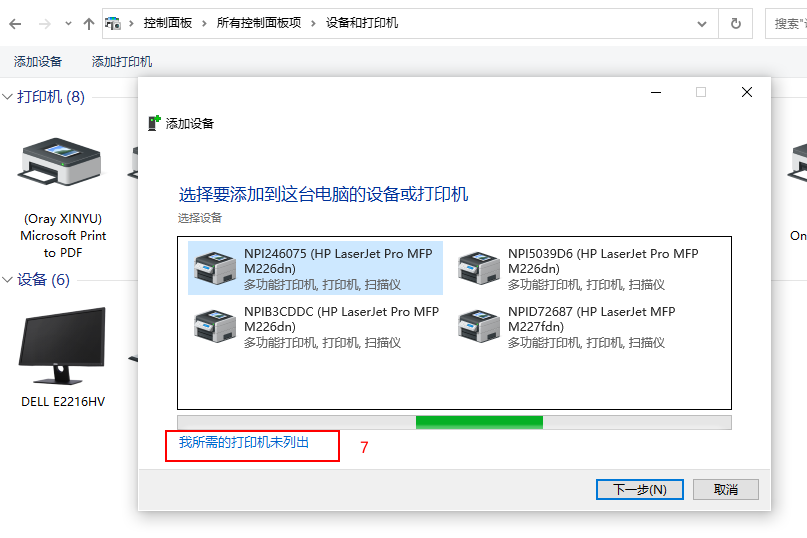 控制面板 › 所有控制面板项 › 设备和打印机
搜索"
添加设备 添加打印机
打印机 (8)
(Oray XINYU)
Microsoft Print
to PDF
On
设备 (6)
DELL E2216HV
添加设备
选择要添加到这台电脑的设备或打印机
选择设备
NPI246075 (HP LaserJet Pro MFP
M226dn)
多功能打印机, 打印机, 扫描仪
NPI5039D6 (HP LaserJet Pro MFP
M226dn)
多功能打印机, 打印机, 扫描仪
NPIB3CDDC (HP LaserJet Pro MFP
M226dn)
多功能打印机, 打印机, 扫描仪
NPID72687 (HP LaserJet MFP
M227fdn)
多功能打印机, 打印机, 扫描仪
我所需的打印机未列出
7
下一步(N) 取消